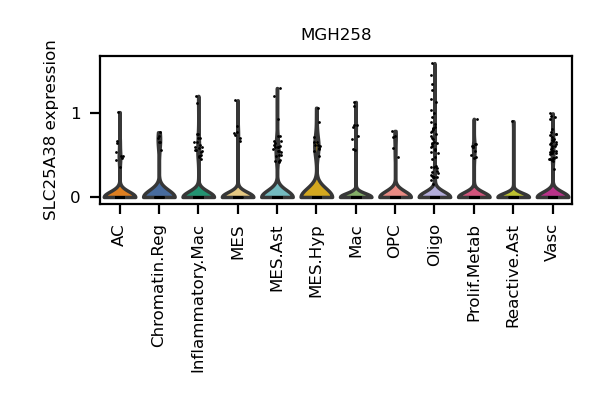 MGH258
SLC25A38 expression
1
0
AC
Chromatin.Reg
Inflammatory.Mac
MES
MES.Ast
MES.Hyp
Mac
OPC
Oligo
Prolif.Metab
Reactive.Ast
Vasc